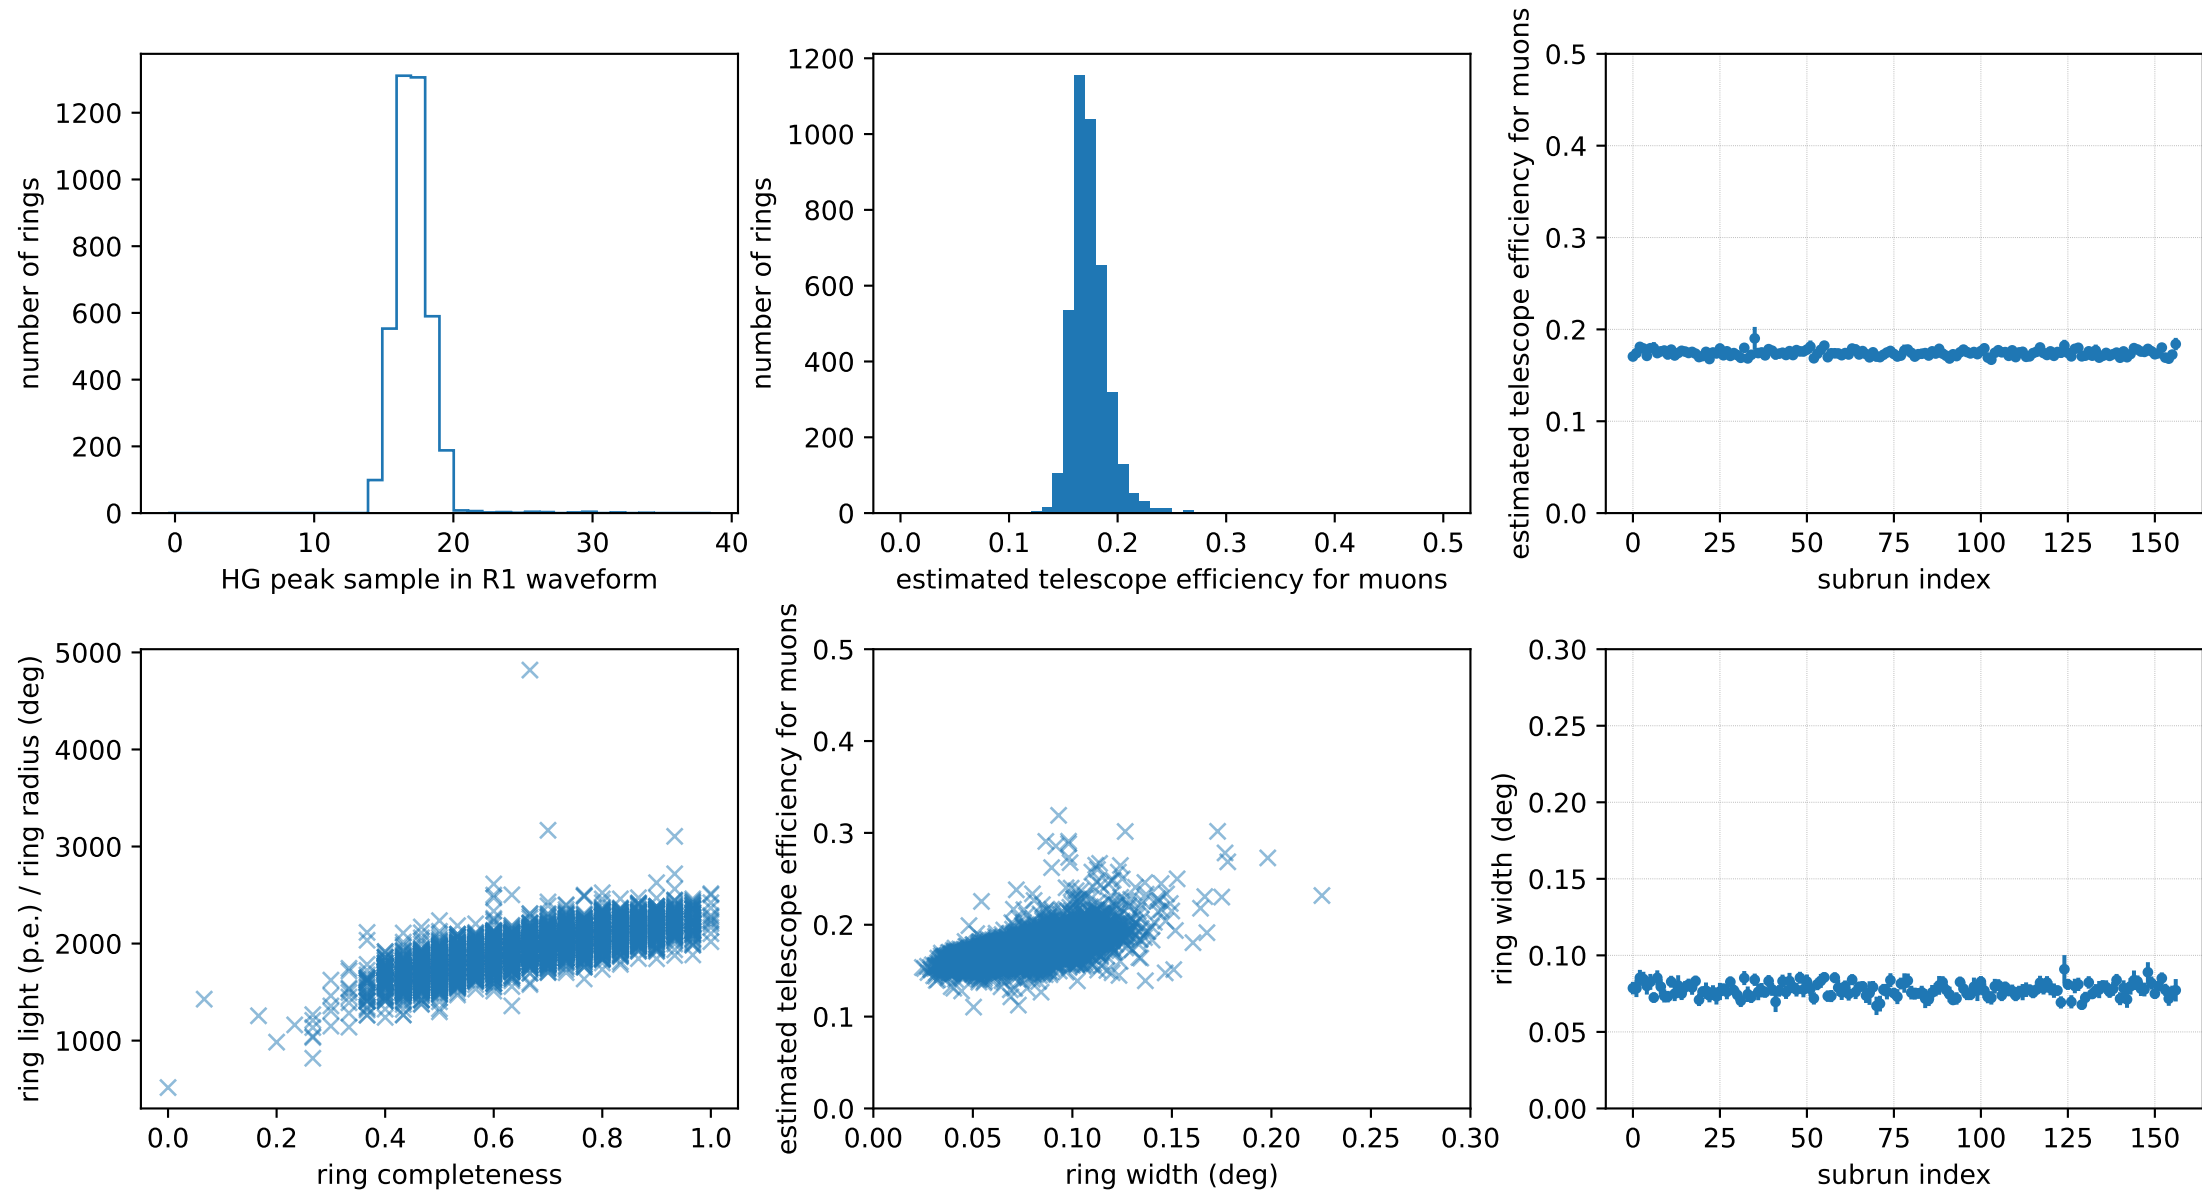 number of rings
1200
1000
800
600
400
200
0
0 10 20 30 40
HG peak sample in R1 waveform
number of rings
1200
1000
800
600
400
200
0
0.0 0.1 0.2 0.3 0.4 0.5
estimated telescope efficiency for muons
estimated telescope efficiency for muons
0.5
0.4
0.3
0.2
0.1
0.0
0 25 50 75 100 125 150
subrun index
ring light (p.e.) / ring radius (deg)
5000
4000
3000
2000
1000
0.0 0.2 0.4 0.6 0.8 1.0
ring completeness
estimated telescope efficiency for muons
0.5
0.4
0.3
0.2
0.1
0.0
0.00 0.05 0.10 0.15 0.20 0.25 0.30
ring width (deg)
ring width (deg)
0.30
0.25
0.20
0.15
0.10
0.05
0.00
0 25 50 75 100 125 150
subrun index